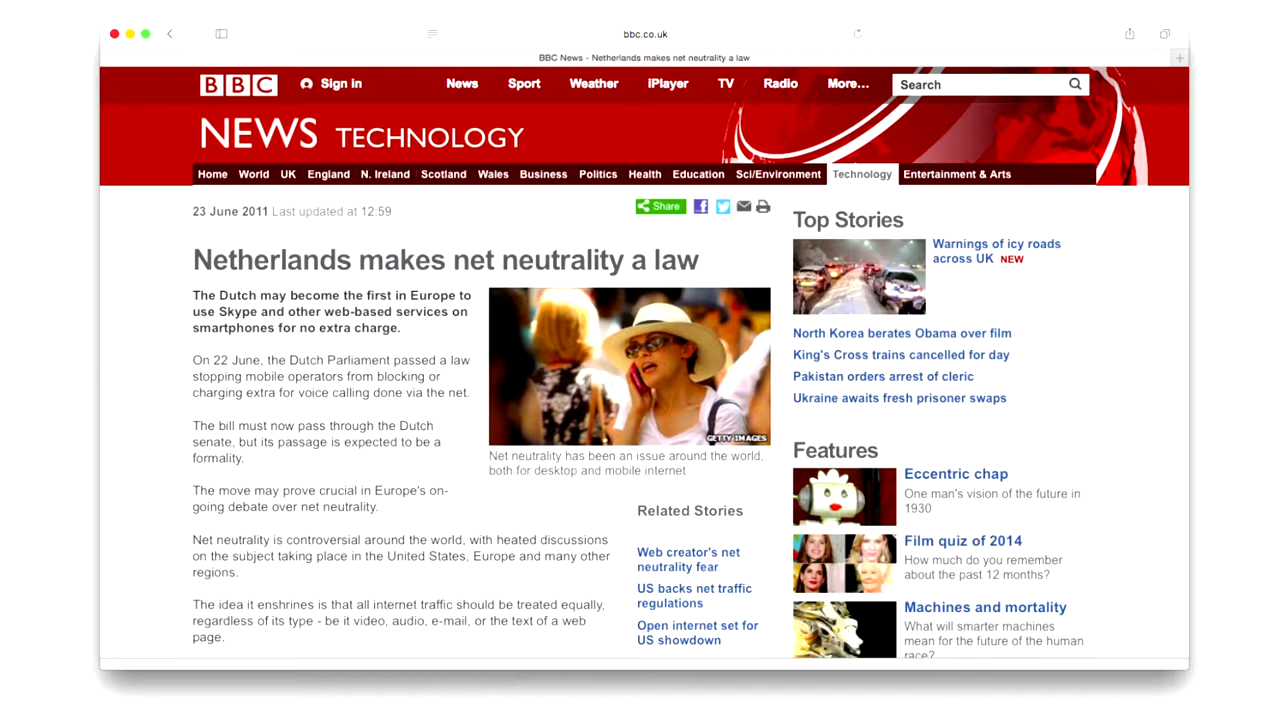 bbc.co.uk
BBC News - Netherlands makes net neutrality a law
BBC Sign in News Sport Weather iPlayer TV Radio More... Search
NEWS TECHNOLOGY
Home World UK England N. Ireland Scotland Wales Business Politics Health Education Sci/Environment Technology Entertainment & Arts
23 June 2011 Last updated at 12:59
Share
Netherlands makes net neutrality a law
The Dutch may become the first in Europe to
use Skype and other web-based services on
smartphones for no extra charge.
On 22 June, the Dutch Parliament passed a law
stopping mobile operators from blocking or
charging extra for voice calling done via the net.
The bill must now pass through the Dutch
senate, but its passage is expected to be a
formality.
The move may prove crucial in Europe's on-
going debate over net neutrality.
Net neutrality is controversial around the world, with heated discussions
on the subject taking place in the United States, Europe and many other
regions.
The idea it enshrines is that all internet traffic should be treated equally,
regardless of its type - be it video, audio, e-mail, or the text of a web
page.
GETTY IMAGES
Net neutrality has been an issue around the world,
both for desktop and mobile internet
Related Stories
Web creator's net
neutrality fear
US backs net traffic
regulations
Open internet set for
US showdown
Top Stories
Warnings of icy roads
across UK NEW
North Korea berates Obama over film
King's Cross trains cancelled for day
Pakistan orders arrest of cleric
Ukraine awaits fresh prisoner swaps
Features
Eccentric chap
One man's vision of the future in
1930
Film quiz of 2014
How much do you remember
about the past 12 months?
Machines and mortality
What will smarter machines
mean for the future of the human
race?